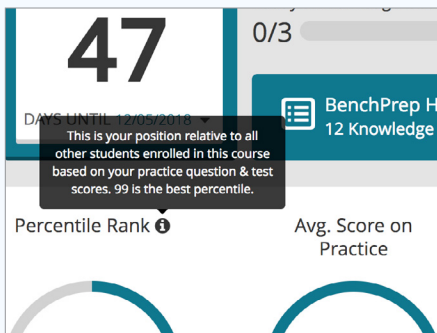 47
0/3
DAYS UNTIL 12/05/2018
BenchPrep H
12 Knowledge
This is your position relative to all
other students enrolled in this course
based on your practice question & test
scores. 99 is the best percentile.
Percentile Rank
Avg. Score on
Practice